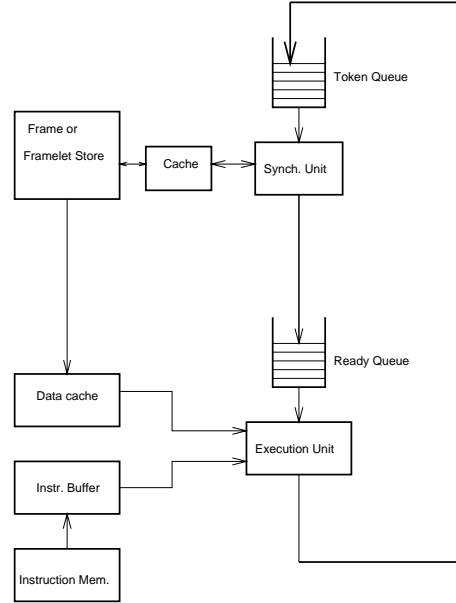 Token Queue
Frame or
Framelet Store
Cache
Synch. Unit
Ready Queue
Data cache
Execution Unit
Instr. Buffer
Instruction Mem.